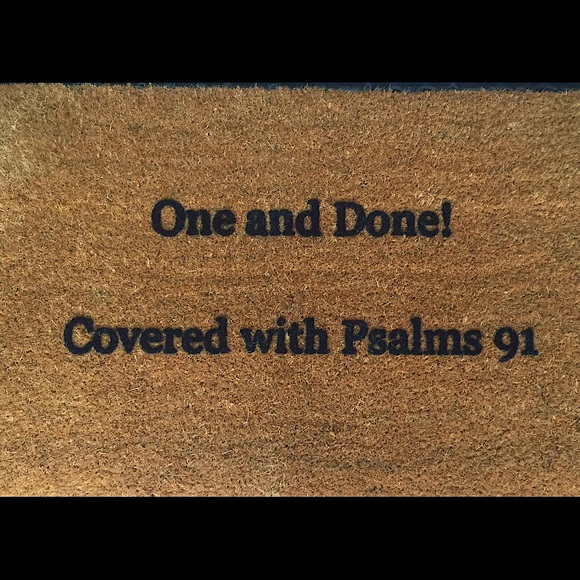 One and Done!
Covered with Psalms 91